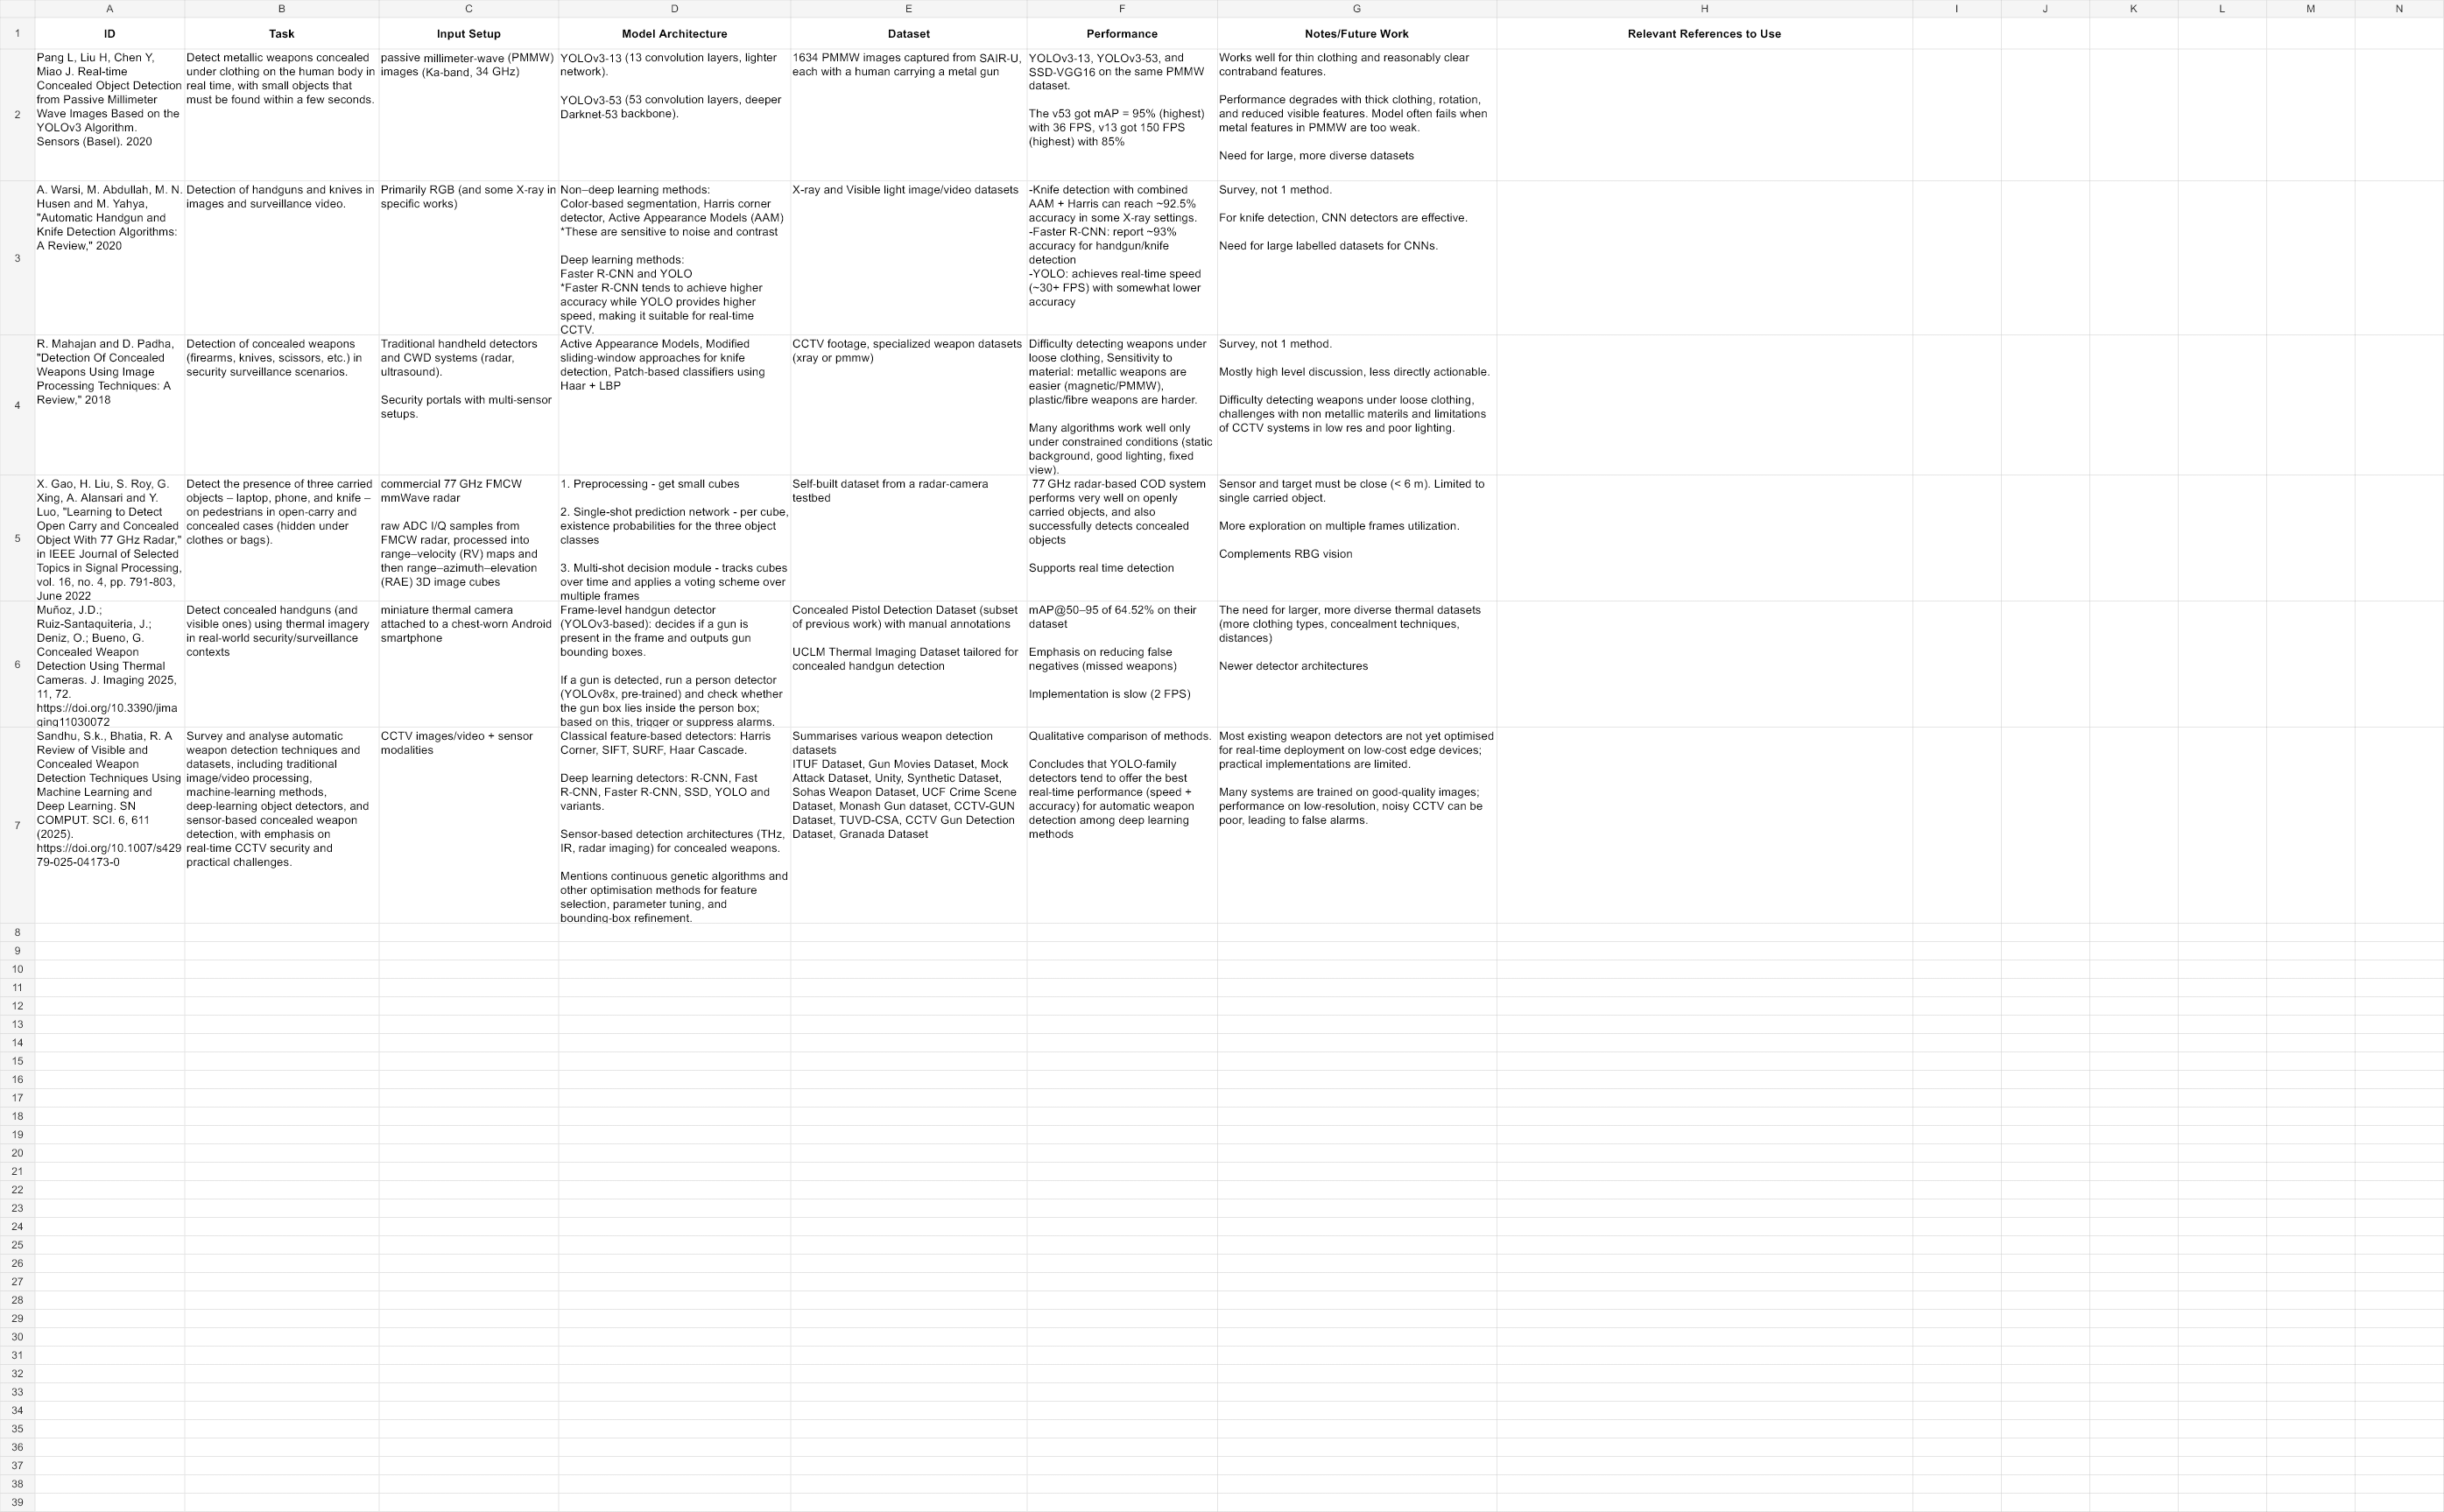 A B C D E F G H I J K L M N
1 ID Task Input Setup Model Architecture Dataset Performance Notes/Future Work Relevant References to Use
2
Pang L, Liu H, Chen Y,
Miao J. Real-time
Concealed Object Detection
from Passive Millimeter
Wave Images Based on the
YOLOv3 Algorithm.
Sensors (Basel). 2020
Detect metallic weapons concealed
under clothing on the human body in
real time, with small objects that
must be found within a few seconds.
passive millimeter-wave (PMMW)
images (Ka-band, 34 GHz)
YOLOv3-13 (13 convolution layers, lighter
network).
YOLOv3-53 (53 convolution layers, deeper
Darknet-53 backbone).
1634 PMMW images captured from SAIR-U,
each with a human carrying a metal gun
YOLOv3-13, YOLOv3-53, and
SSD-VGG16 on the same PMMW
dataset.
The v53 got mAP = 95% (highest)
with 36 FPS, v13 got 150 FPS
(highest) with 85%
Works well for thin clothing and reasonably clear
contraband features.
Performance degrades with thick clothing, rotation,
and reduced visible features. Model often fails when
metal features in PMMW are too weak.
Need for large, more diverse datasets
3
A. Warsi, M. Abdullah, M. N.
Husen and M. Yahya,
"Automatic Handgun and
Knife Detection Algorithms:
A Review," 2020
Detection of handguns and knives in
images and surveillance video.
Primarily RGB (and some X-ray in
specific works)
Non–deep learning methods:
Color-based segmentation, Harris corner
detector, Active Appearance Models (AAM)
*These are sensitive to noise and contrast
Deep learning methods:
Faster R-CNN and YOLO
*Faster R-CNN tends to achieve higher
accuracy while YOLO provides higher
speed, making it suitable for real-time
CCTV.
X-ray and Visible light image/video datasets
-Knife detection with combined
AAM + Harris can reach ~92.5%
accuracy in some X-ray settings.
-Faster R-CNN: report ~93%
accuracy for handgun/knife
detection
-YOLO: achieves real-time speed
(~30+ FPS) with somewhat lower
accuracy
Survey, not 1 method.
For knife detection, CNN detectors are effective.
Need for large labelled datasets for CNNs.
4
R. Mahajan and D. Padha,
"Detection Of Concealed
Weapons Using Image
Processing Techniques: A
Review," 2018
Detection of concealed weapons
(firearms, knives, scissors, etc.) in
security surveillance scenarios.
Traditional handheld detectors
and CWD systems (radar,
ultrasound).
Security portals with multi-sensor
setups.
Active Appearance Models, Modified
sliding-window approaches for knife
detection, Patch-based classifiers using
Haar + LBP
CCTV footage, specialized weapon datasets
(xray or pmmw)
Difficulty detecting weapons under
loose clothing, Sensitivity to
material: metallic weapons are
easier (magnetic/PMMW),
plastic/fibre weapons are harder.
Many algorithms work well only
under constrained conditions (static
background, good lighting, fixed
view).
Survey, not 1 method.
Mostly high level discussion, less directly actionable.
Difficulty detecting weapons under loose clothing,
challenges with non metallic materils and limitations
of CCTV systems in low res and poor lighting.
5
X. Gao, H. Liu, S. Roy, G.
Xing, A. Alansari and Y.
Luo, "Learning to Detect
Open Carry and Concealed
Object With 77 GHz Radar,"
in IEEE Journal of Selected
Topics in Signal Processing,
vol. 16, no. 4, pp. 791-803,
June 2022
Detect the presence of three carried
objects – laptop, phone, and knife –
on pedestrians in open-carry and
concealed cases (hidden under
clothes or bags).
commercial 77 GHz FMCW
mmWave radar
raw ADC I/Q samples from
FMCW radar, processed into
range–velocity (RV) maps and
then range–azimuth–elevation
(RAE) 3D image cubes
1. Preprocessing - get small cubes
2. Single-shot prediction network - per cube,
existence probabilities for the three object
classes
3. Multi-shot decision module - tracks cubes
over time and applies a voting scheme over
multiple frames
Self-built dataset from a radar-camera
testbed
77 GHz radar-based COD system
performs very well on openly
carried objects, and also
successfully detects concealed
objects
Supports real time detection
Sensor and target must be close (< 6 m). Limited to
single carried object.
More exploration on multiple frames utilization.
Complements RBG vision
6
Muñoz, J.D.;
Ruiz-Santaquiteria, J.;
Deniz, O.; Bueno, G.
Concealed Weapon
Detection Using Thermal
Cameras. J. Imaging 2025,
11, 72.
https://doi.org/10.3390/jima
ging11030072
Detect concealed handguns (and
visible ones) using thermal imagery
in real-world security/surveillance
contexts
miniature thermal camera
attached to a chest-worn Android
smartphone
Frame-level handgun detector
(YOLOv3-based): decides if a gun is
present in the frame and outputs gun
bounding boxes.
If a gun is detected, run a person detector
(YOLOv8x, pre-trained) and check whether
the gun box lies inside the person box;
based on this, trigger or suppress alarms.
Concealed Pistol Detection Dataset (subset
of previous work) with manual annotations
UCLM Thermal Imaging Dataset tailored for
concealed handgun detection
mAP@50–95 of 64.52% on their
dataset
Emphasis on reducing false
negatives (missed weapons)
Implementation is slow (2 FPS)
The need for larger, more diverse thermal datasets
(more clothing types, concealment techniques,
distances)
Newer detector architectures
7
Sandhu, S.k., Bhatia, R. A
Review of Visible and
Concealed Weapon
Detection Techniques Using
Machine Learning and
Deep Learning. SN
COMPUT. SCI. 6, 611
(2025).
https://doi.org/10.1007/s429
79-025-04173-0
Survey and analyse automatic
weapon detection techniques and
datasets, including traditional
image/video processing,
machine-learning methods,
deep-learning object detectors, and
sensor-based concealed weapon
detection, with emphasis on
real-time CCTV security and
practical challenges.
CCTV images/video + sensor
modalities
Classical feature-based detectors: Harris
Corner, SIFT, SURF, Haar Cascade.
Deep learning detectors: R-CNN, Fast
R-CNN, Faster R-CNN, SSD, YOLO and
variants.
Sensor-based detection architectures (THz,
IR, radar imaging) for concealed weapons.
Mentions continuous genetic algorithms and
other optimisation methods for feature
selection, parameter tuning, and
bounding-box refinement.
Summarises various weapon detection
datasets
ITUF Dataset, Gun Movies Dataset, Mock
Attack Dataset, Unity, Synthetic Dataset,
Sohas Weapon Dataset, UCF Crime Scene
Dataset, Monash Gun dataset, CCTV-GUN
Dataset, TUVD-CSA, CCTV Gun Detection
Dataset, Granada Dataset
Qualitative comparison of methods.
Concludes that YOLO-family
detectors tend to offer the best
real-time performance (speed +
accuracy) for automatic weapon
detection among deep learning
methods
Most existing weapon detectors are not yet optimised
for real-time deployment on low-cost edge devices;
practical implementations are limited.
Many systems are trained on good-quality images;
performance on low-resolution, noisy CCTV can be
poor, leading to false alarms.
8
9
10
11
12
13
14
15
16
17
18
19
20
21
22
23
24
25
26
27
28
29
30
31
32
33
34
35
36
37
38
39